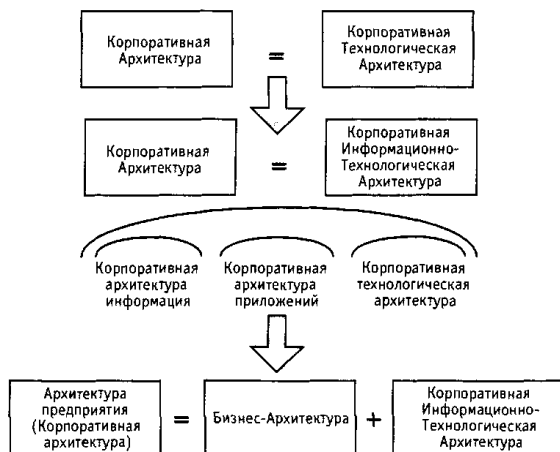 Корпоративная
Архитектура
=
Корпоративная
Технологическая
Архитектура
Корпоративная
Архитектура
=
Корпоративная
Информационно-
Технологическая
Архитектура
Корпоративная
архитектура
информация
Корпоративная
архитектура
приложений
Корпоративная
технологическая
архитектура
Архитектура
предприятия
(Корпоративная
архитектура)
=
Бизнес-Архитектура
+
Корпоративная
Информационно-
Технологическая
Архитектура